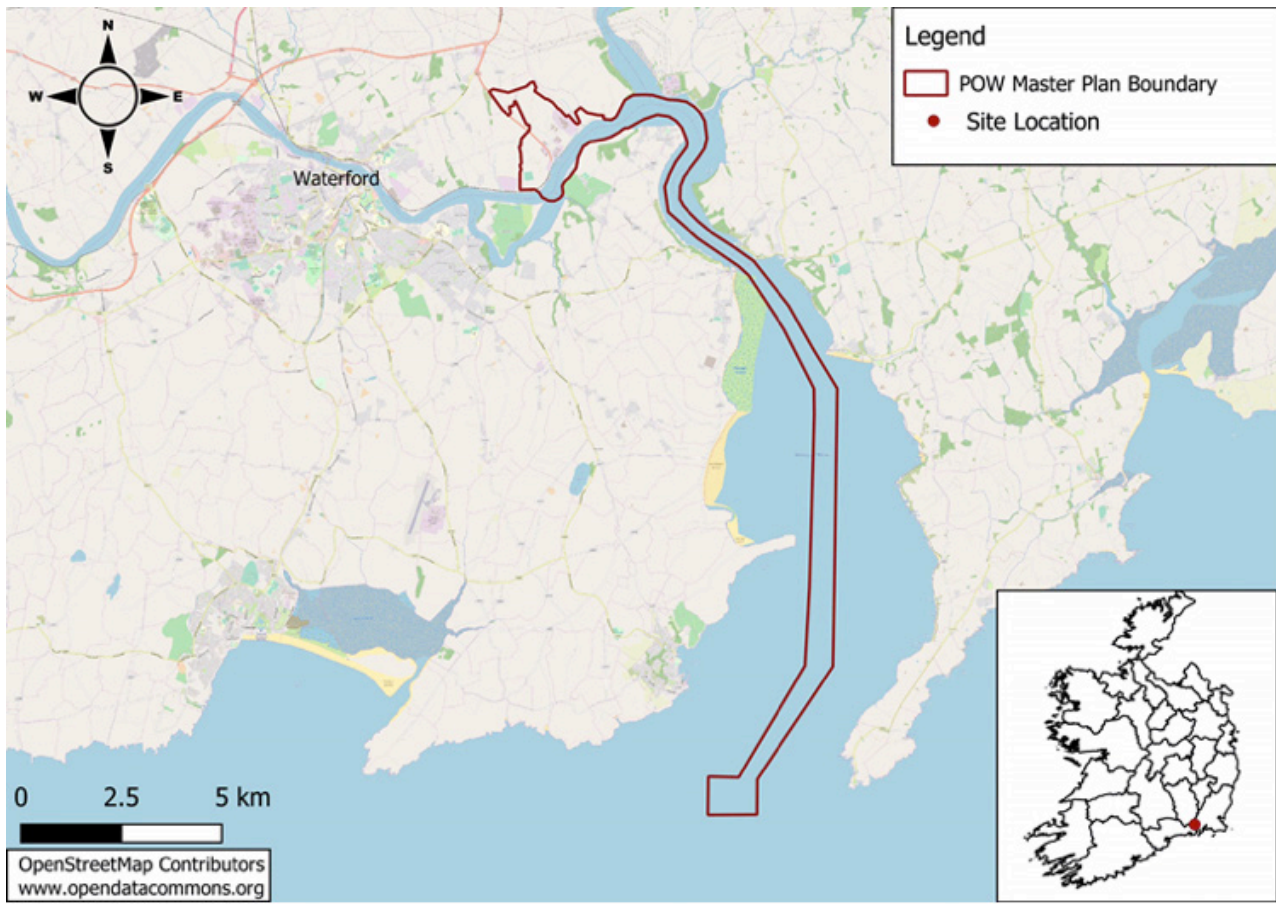 N
W
E
S
Legend
POW Master Plan Boundary
Site Location
Waterford
0 2.5 5 km
OpenStreetMap Contributors
www.opendatacommons.org